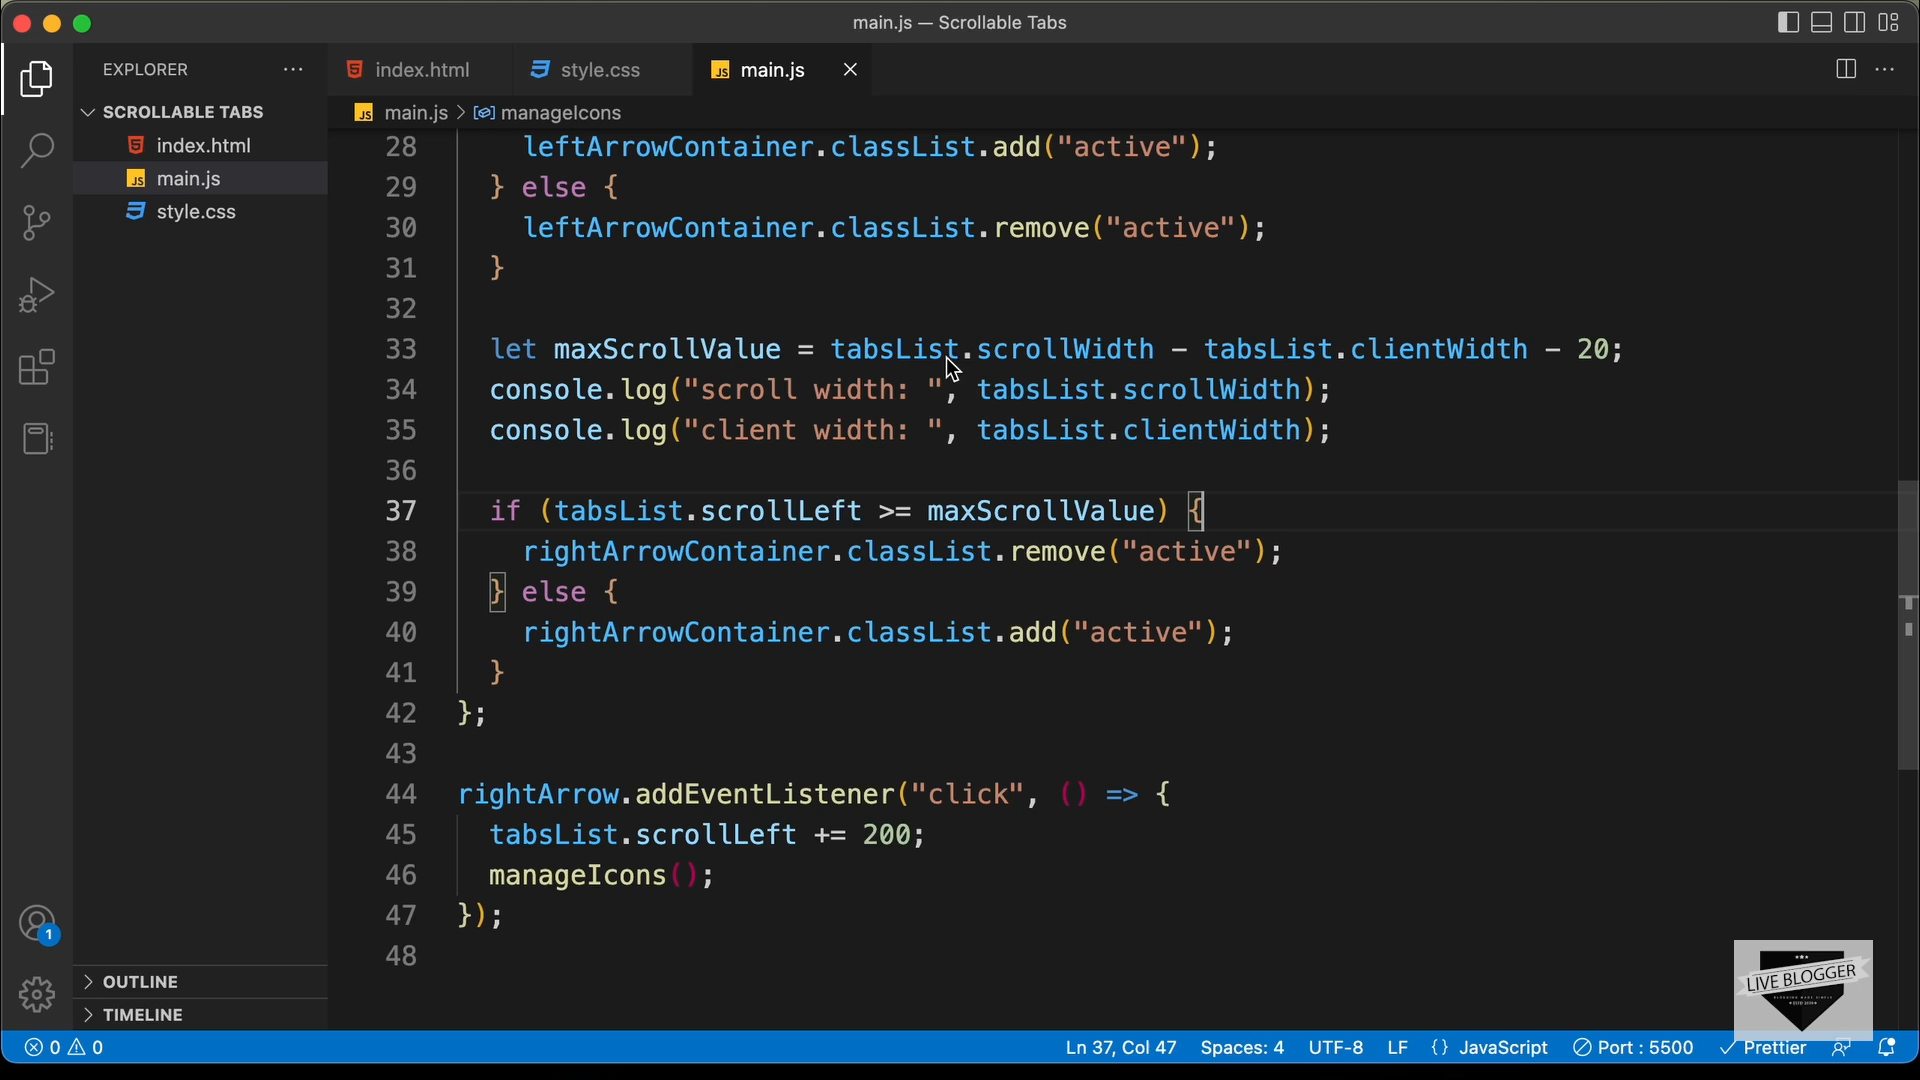 main.js — Scrollable Tabs
EXPLORER
SCROLLABLE TABS
index.html
main.js
style.css
OUTLINE
TIMELINE
index.html
style.css
main.js
main.js > manageIcons
28 leftArrowContainer.classList.add("active");
29 } else {
30 leftArrowContainer.classList.remove("active");
31 }
32
33 let maxScrollValue = tabsList.scrollWidth - tabsList.clientWidth - 20;
34 console.log("scroll width: ", tabsList.scrollWidth);
35 console.log("client width: ", tabsList.clientWidth);
36
37 if (tabsList.scrollLeft >= maxScrollValue) {
38 rightArrowContainer.classList.remove("active");
39 } else {
40 rightArrowContainer.classList.add("active");
41 }
42 };
43
44 rightArrow.addEventListener("click", () => {
45 tabsList.scrollLeft += 200;
46 manageIcons();
47 });
48
1
LIVE BLOGGER
0 0
Ln 37, Col 47 Spaces: 4 UTF-8 LF {} JavaScript Port : 5500 Prettier